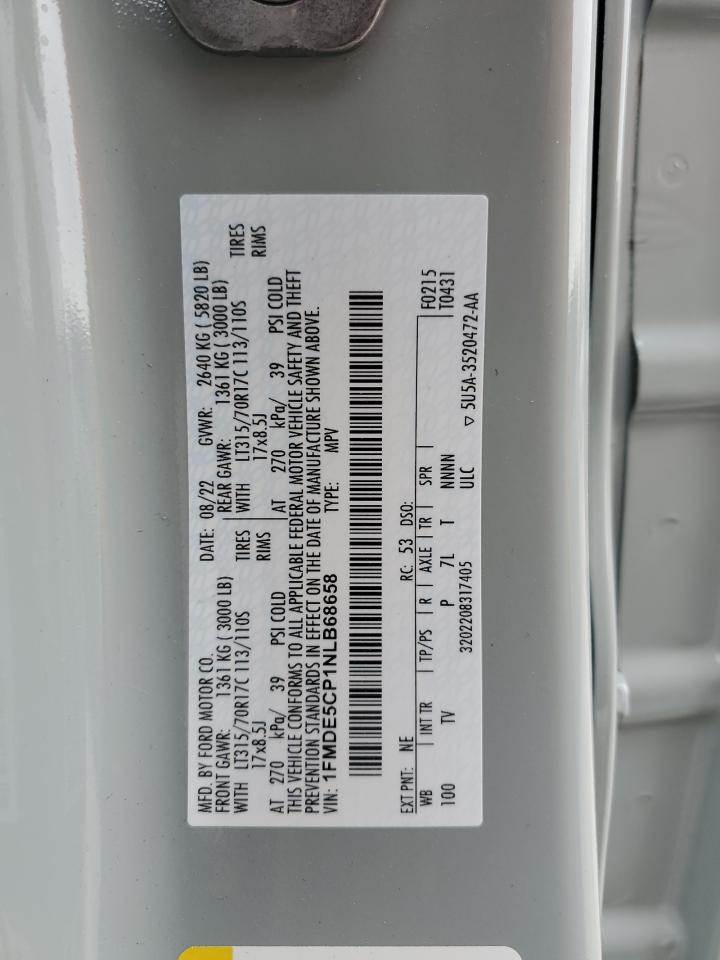 MFD. BY FORD MOTOR CO.
DATE: 08/22 GVWR: 2640 KG ( 5820 LB)
FRONT GAWR: 1361 KG ( 3000 LB)
REAR GAWR: 1361 KG ( 3000 LB)
WITH LT315/70R17C 113/110S TIRES
WITH LT315/70R17C 113/110S TIRES
17x8.5J RIMS
17x8.5J RIMS
AT 270 kPa/ 39 PSI COLD
AT 270 kPa/ 39 PSI COLD
THIS VEHICLE CONFORMS TO ALL APPLICABLE FEDERAL MOTOR VEHICLE SAFETY AND THEFT
PREVENTION STANDARDS IN EFFECT ON THE DATE OF MANUFACTURE SHOWN ABOVE.
VIN: 1FMDE5CP1NLB68658 TYPE: MPV
EXT PNT: NE RC: 53 DSO:
F0215
WB INT TR TP/PS R AXLE TR SPR
T0431
100 TV P 7L T NNNN
ULC
3202208317405
5U5A-3520472-AA